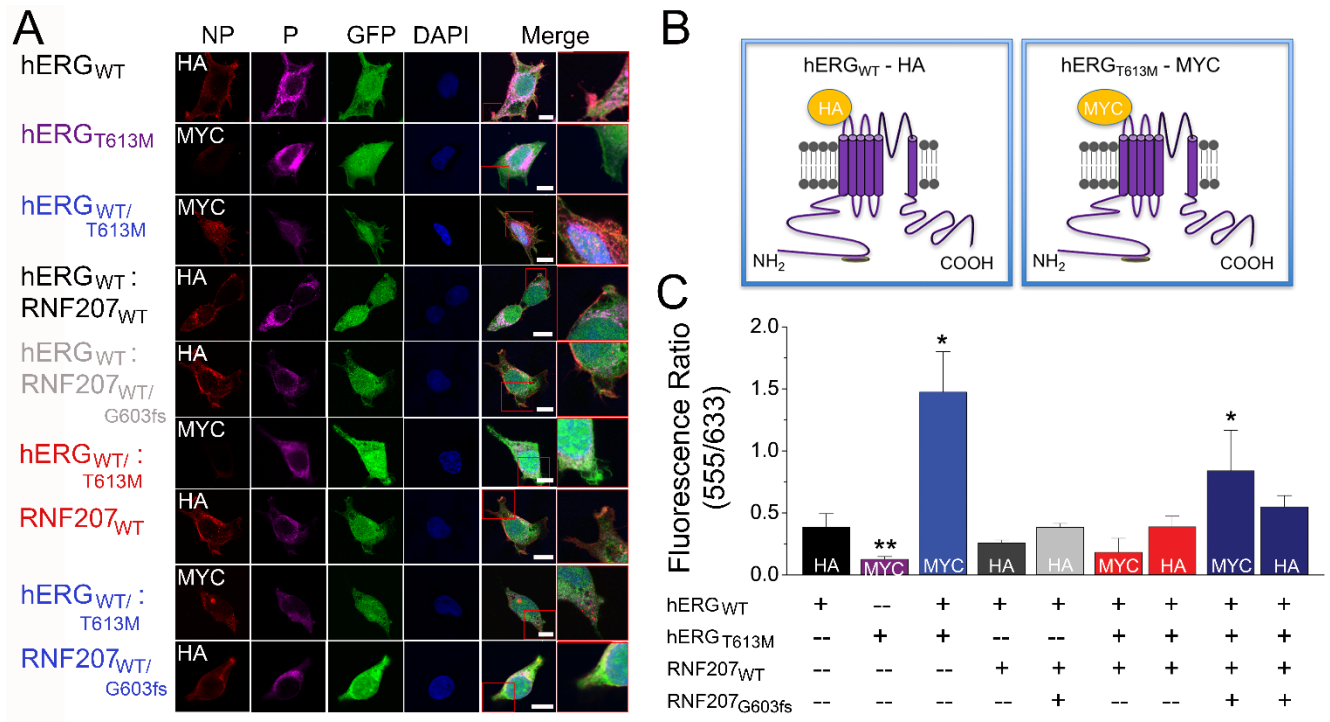 A
NP P GFP DAPI Merge
hERGWT
HA
hERGT613M
MYC
hERGWT/
T613M
MYC
hERGWT :
RNF207WT
HA
hERGWT :
RNF207WT/
G603fs
HA
hERGWT/ :
T613M
MYC
RNF207WT
HA
hERGWT/ :
T613M
MYC
RNF207WT/
G603fs
HA
B
hERGWT - HA
HA
NH2 COOH
hERGT613M - MYC
MYC
NH2 COOH
C
Fluorescence Ratio
(555/633)
2.0
1.5
1.0
0.5
0.0
* ** *
HA MYC MYC HA HA MYC HA MYC HA
hERGWT + -- + + + + + + +
hERGT613M -- + + -- -- + + + +
RNF207WT -- -- -- + + + + + +
RNF207G603fs -- -- -- -- + -- -- + +